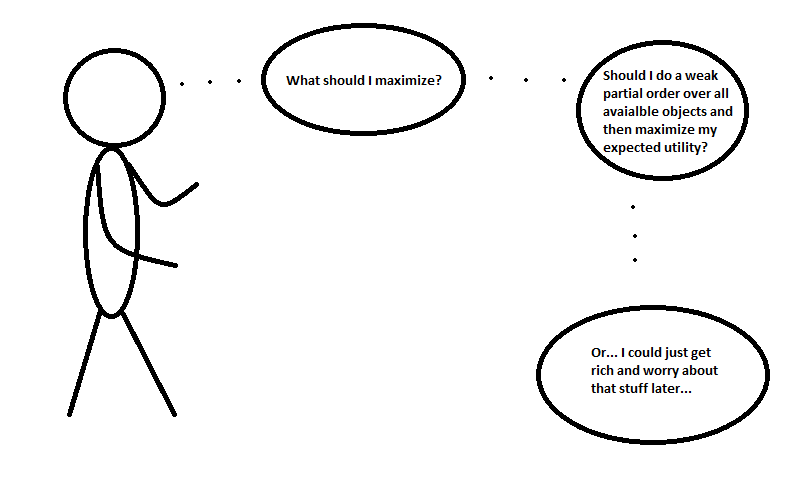 What should I maximize?
Should I do a weak
partial order over all
avaialble objects and
then maximize my
expected utility?
Or... I could just get
rich and worry about
that stuff later...